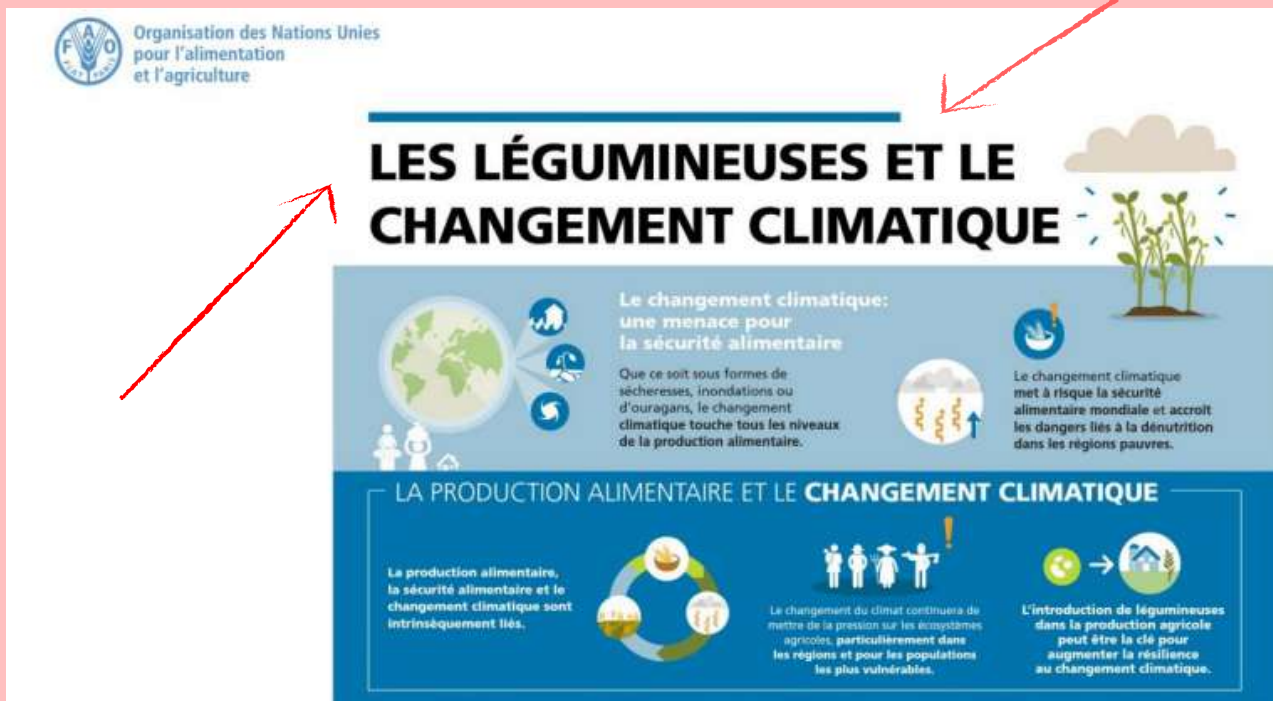 Organisation des Nations Unies
pour l'alimentation
et l'agriculture
LES LÉGUMINEUSES ET LE
CHANGEMENT CLIMATIQUE
Le changement climatique:
une menace pour
la sécurité alimentaire
Que ce soit sous formes de
sécheresses, inondations ou
d'ouragans, le changement
climatique touche tous les niveaux
de la production alimentaire.
Le changement climatique
met à risque la sécurité
alimentaire mondiale et accroît
les dangers liés à la dénutrition
dans les régions pauvres.
LA PRODUCTION ALIMENTAIRE ET LE CHANGEMENT CLIMATIQUE
La production alimentaire,
la sécurité alimentaire et le
changement climatique sont
intrinsèquement liés.
Le changement du climat continuera de
mettre de la pression sur les écosystèmes
agricoles, particulièrement dans
les régions et pour les populations
les plus vulnérables.
L'introduction de légumineuses
dans la production agricole
peut être la clé pour
augmenter la résilience
au changement climatique.